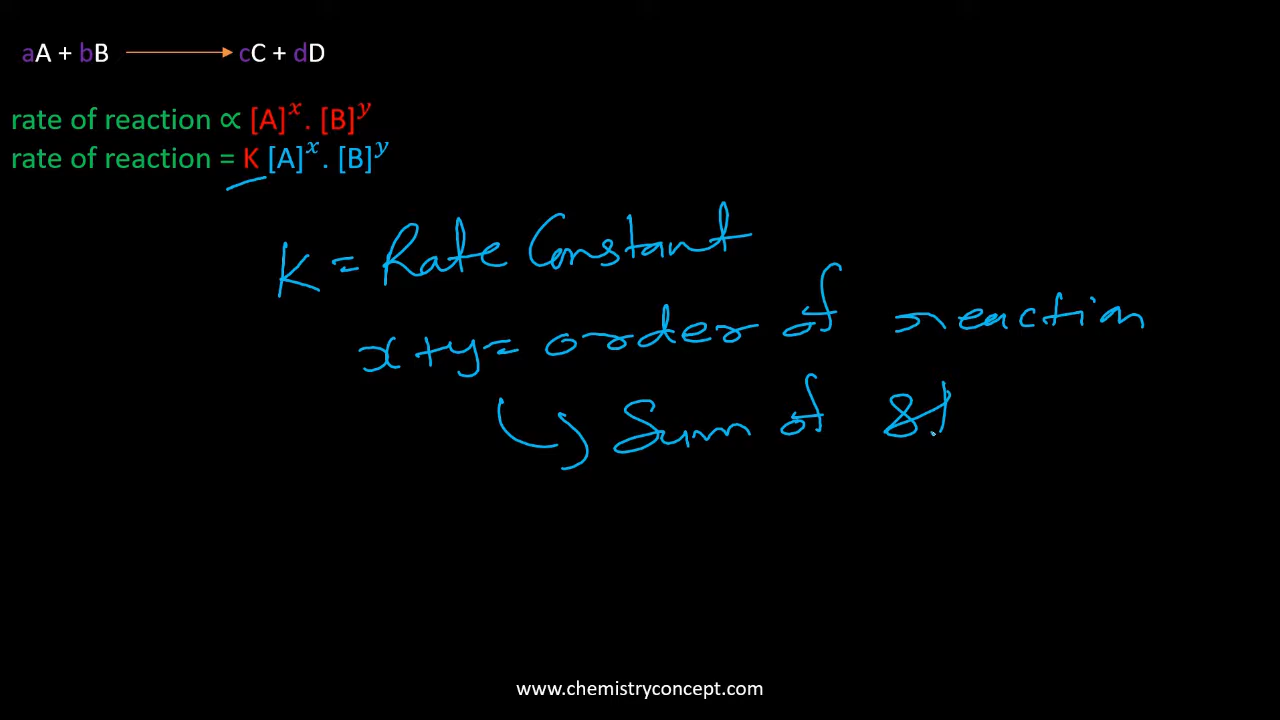 aA + bB ⟶ cC + dD
rate of reaction ∝ [A]ˣ . [B]ʸ
rate of reaction = K [A]ˣ . [B]ʸ
K = Rate Constant
x+y = order of reaction
↳ Sum of
www.chemistryconcept.com